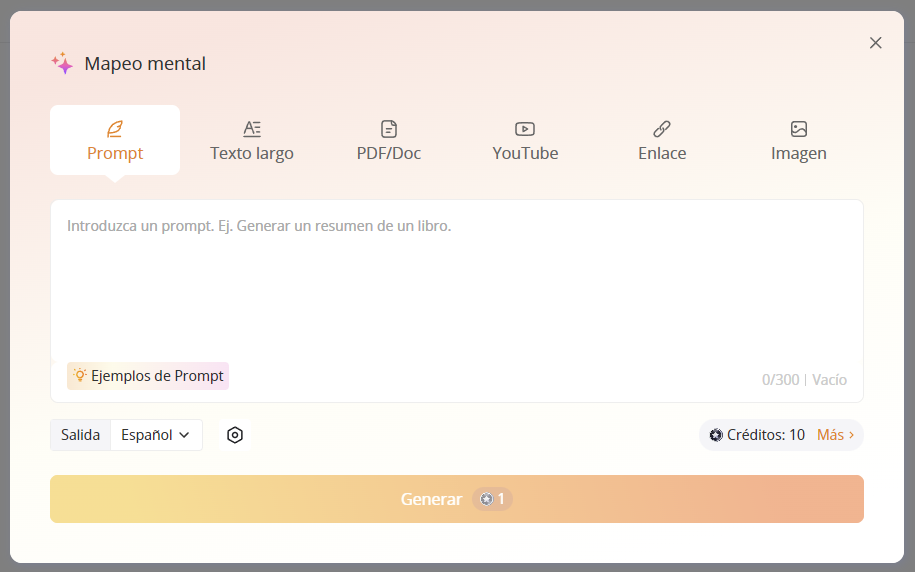 Mapeo mental
Prompt
Texto largo
PDF/Doc
YouTube
Enlace
Imagen
Introduzca un prompt. Ej. Generar un resumen de un libro.
Ejemplos de Prompt
0/300 | Vacío
Salida Español
Créditos: 10 Más >
Generar 1